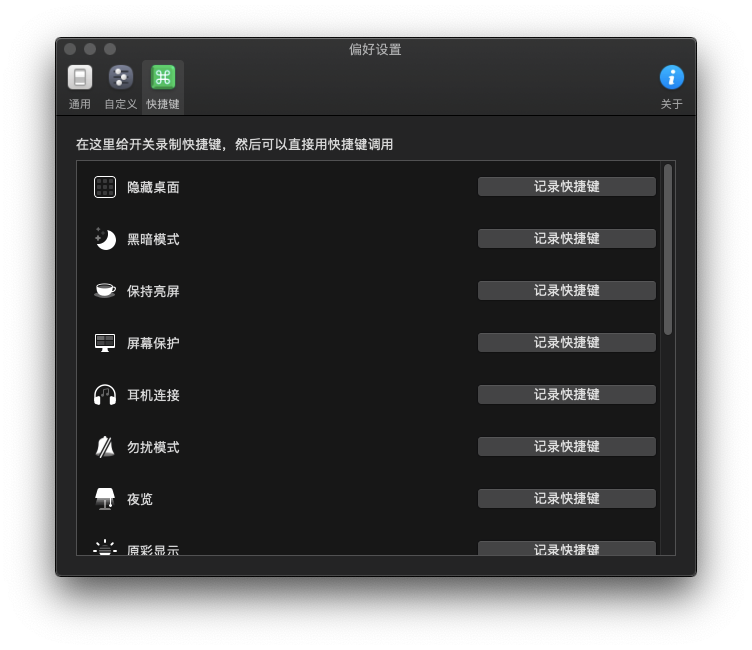 偏好设置
通用
自定义
快捷键
关于
在这里给开关录制快捷键，然后可以直接用快捷键调用
隐藏桌面
记录快捷键
黑暗模式
记录快捷键
保持亮屏
记录快捷键
屏幕保护
记录快捷键
耳机连接
记录快捷键
勿扰模式
记录快捷键
夜览
记录快捷键
原彩显示
记录快捷键